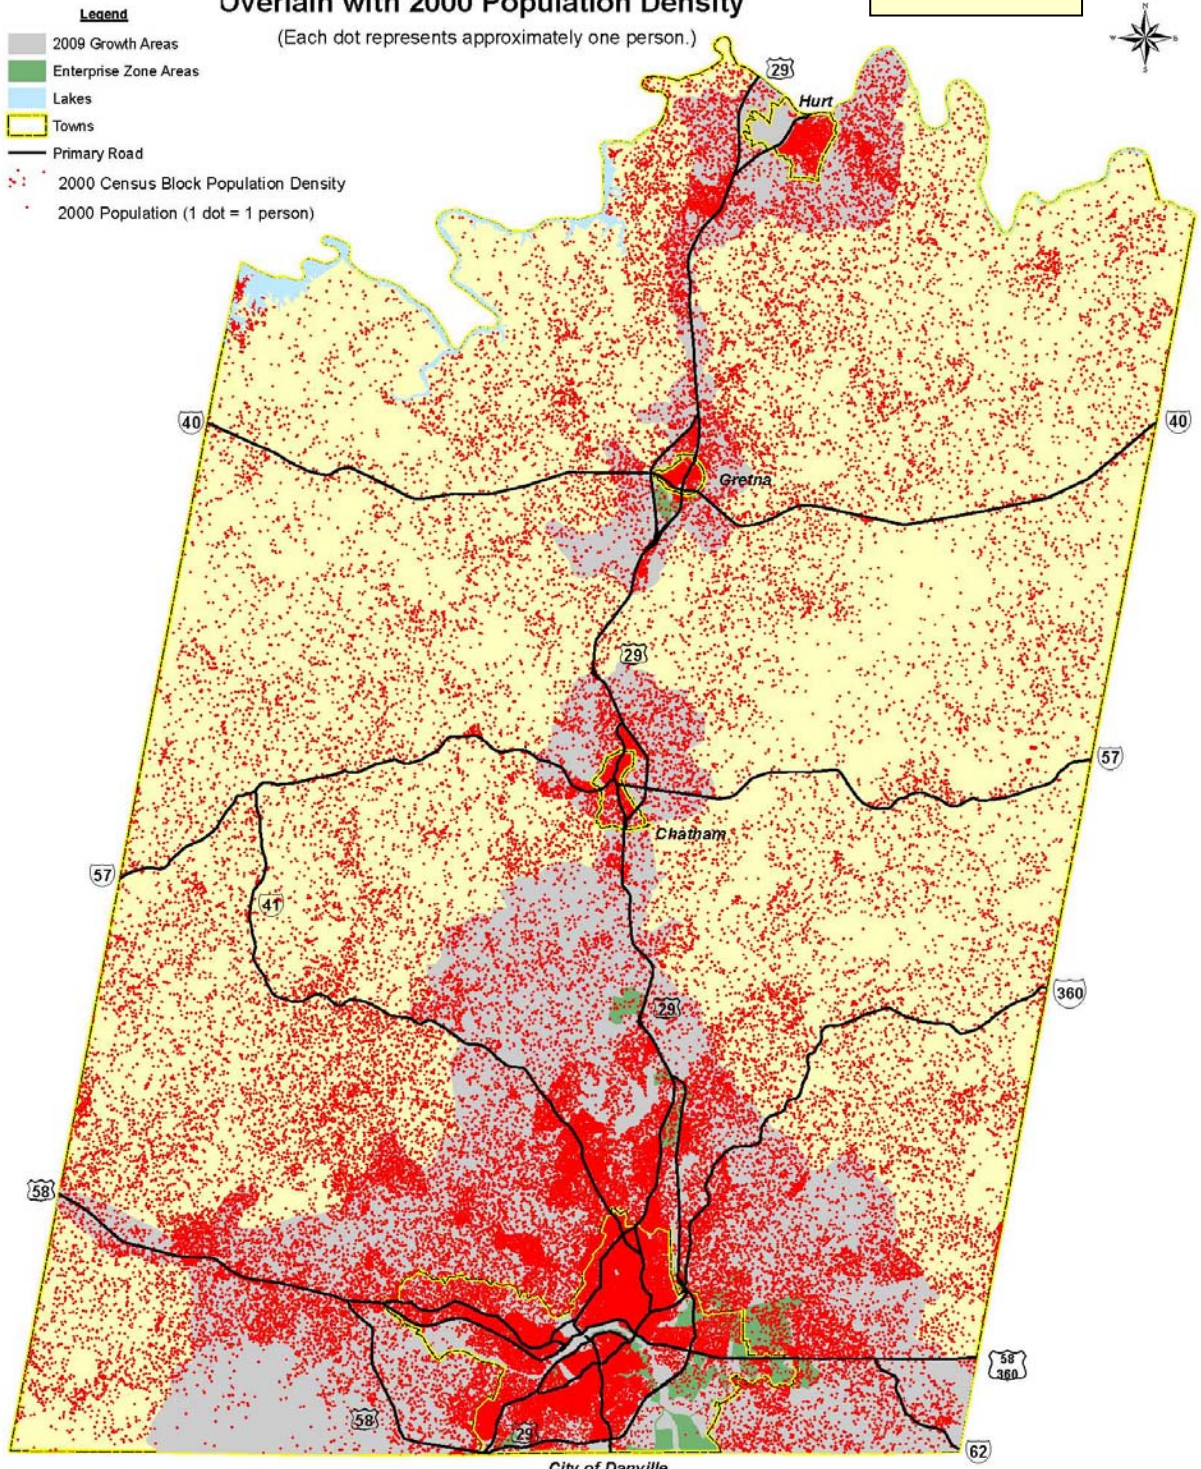 Overlain with 2000 Population Density
(Each dot represents approximately one person.)
Legend
2009 Growth Areas
Enterprise Zone Areas
Lakes
Towns
Primary Road
2000 Census Block Population Density
2000 Population (1 dot = 1 person)
N
W
E
S
29
Hurt
40
40
Gretna
29
57
Chatham
57
41
360
29
58
58
360
58
29
62
City of Danville